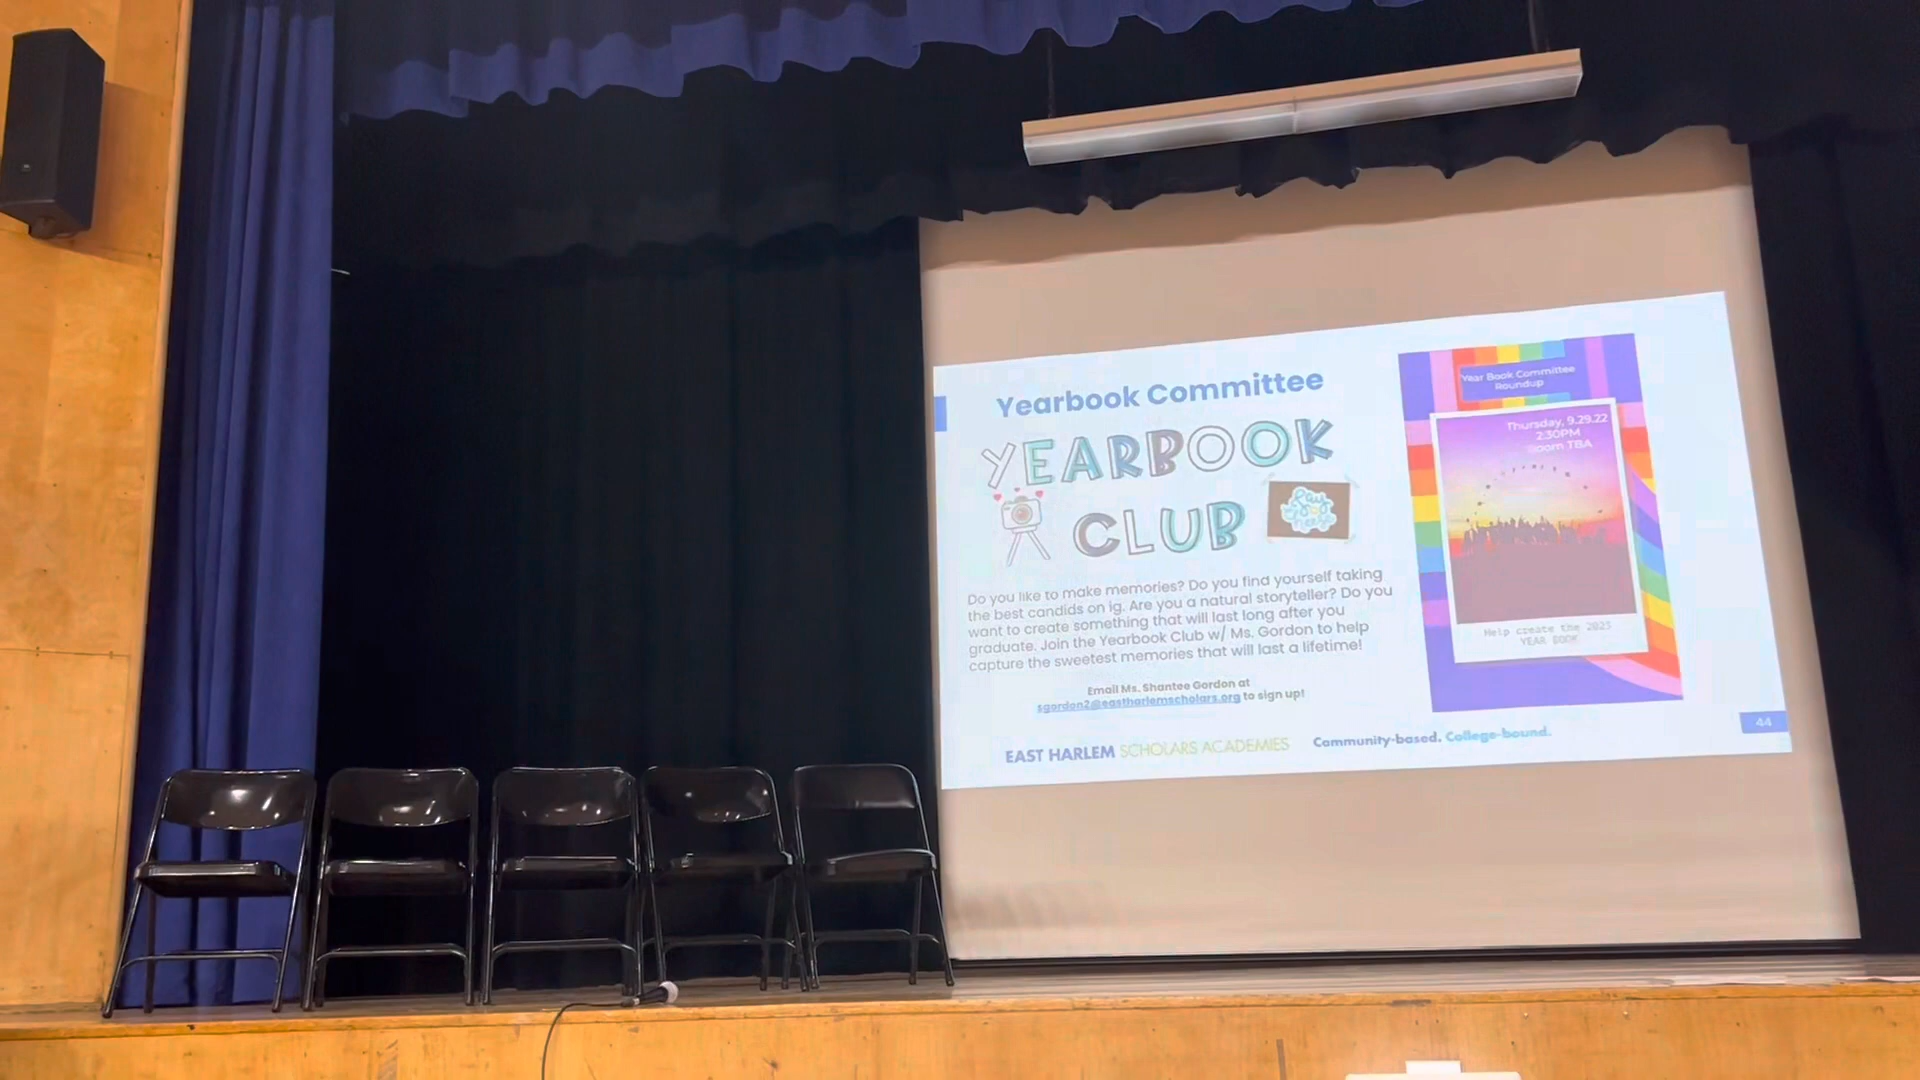 Yearbook Committee
YEARBOOK
CLUB
Say
Cheese
Do you like to make memories? Do you find yourself taking
the best candids on ig. Are you a natural storyteller? Do you
want to create something that will last long after you
graduate. Join the Yearbook Club w/ Ms. Gordon to help
capture the sweetest memories that will last a lifetime!
Email Ms. Shantee Gordon at
sgordon2@eastharlemscholars.org to sign up!
EAST HARLEM SCHOLARS ACADEMIES
Community-based. College-bound.
Year Book Committee
Roundup
Thursday, 9.29.22
2:30PM
Room TBA
Help create the 2023
YEAR BOOK
44